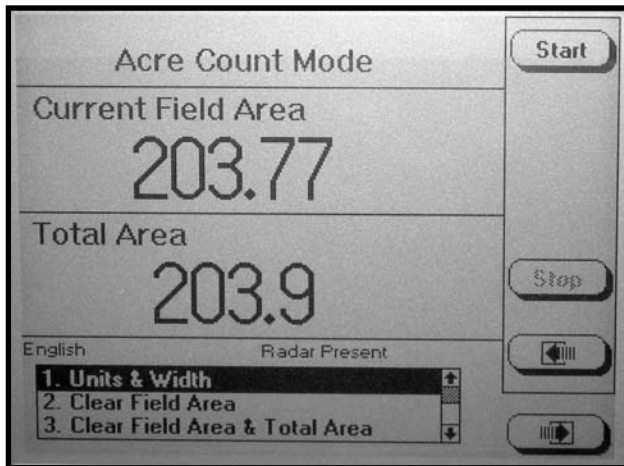 Acre Count Mode
Start
Current Field Area
203.77
Total Area
203.9
Stop
English Radar Present
1. Units & Width
2. Clear Field Area
3. Clear Field Area & Total Area